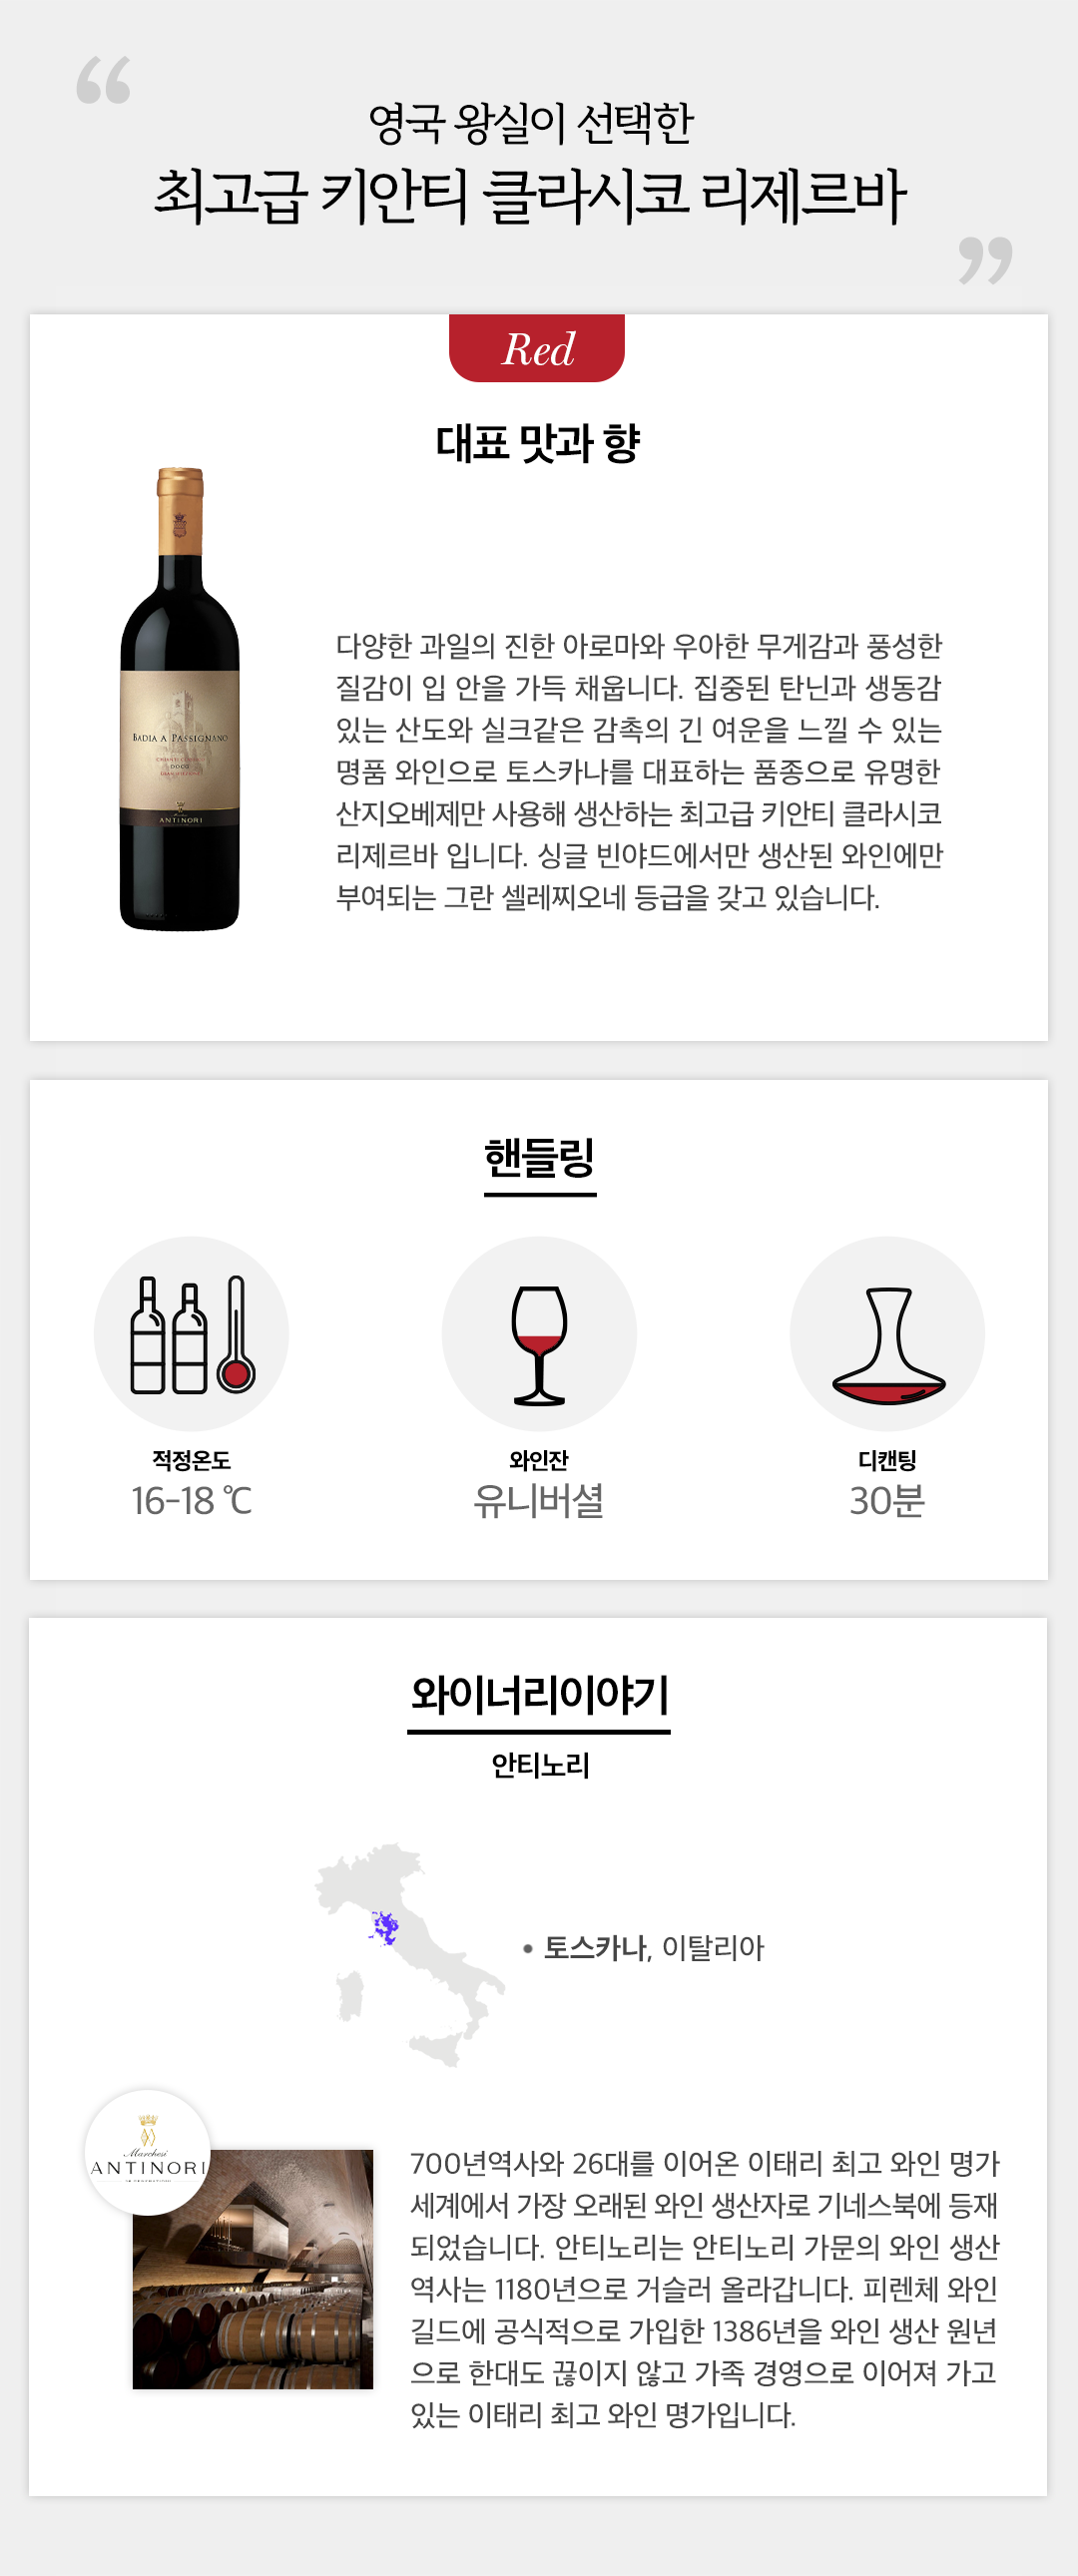 “
영국 왕실이 선택한
최고급 키안티 클라시코 리제르바
”
Red
대표 맛과 향
BADIA A PASSIGNANO
CHIANTI CLASSICO
DOCG
Marchesi
ANTINORI
다양한 과일의 진한 아로마와 우아한 무게감과 풍성한
질감이 입 안을 가득 채웁니다. 집중된 탄닌과 생동감
있는 산도와 실크같은 감촉의 긴 여운을 느낄 수 있는
명품 와인으로 토스카나를 대표하는 품종으로 유명한
산지오베제만 사용해 생산하는 최고급 키안티 클라시코
리제르바 입니다. 싱글 빈야드에서만 생산된 와인에만
부여되는 그란 셀레찌오네 등급을 갖고 있습니다.
핸들링
적정온도
16-18 ℃
와인잔
유니버셜
디캔팅
30분
와이너리이야기
안티노리
• 토스카나, 이탈리아
Marchesi
ANTINORI
700년역사와 26대를 이어온 이태리 최고 와인 명가
세계에서 가장 오래된 와인 생산자로 기네스북에 등재
되었습니다. 안티노리는 안티노리 가문의 와인 생산
역사는 1180년으로 거슬러 올라갑니다. 피렌체 와인
길드에 공식적으로 가입한 1386년을 와인 생산 원년
으로 한대도 끊이지 않고 가족 경영으로 이어져 가고
있는 이태리 최고 와인 명가입니다.